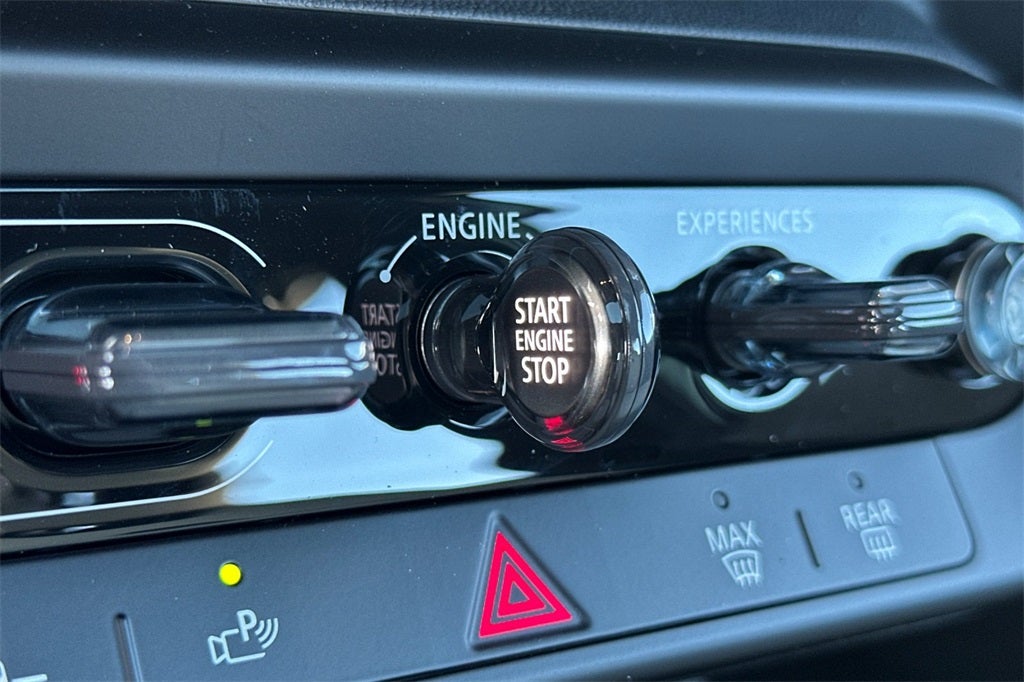 ENGINE
EXPERIENCES
START
ENGINE
STOP
MAX
REAR
P